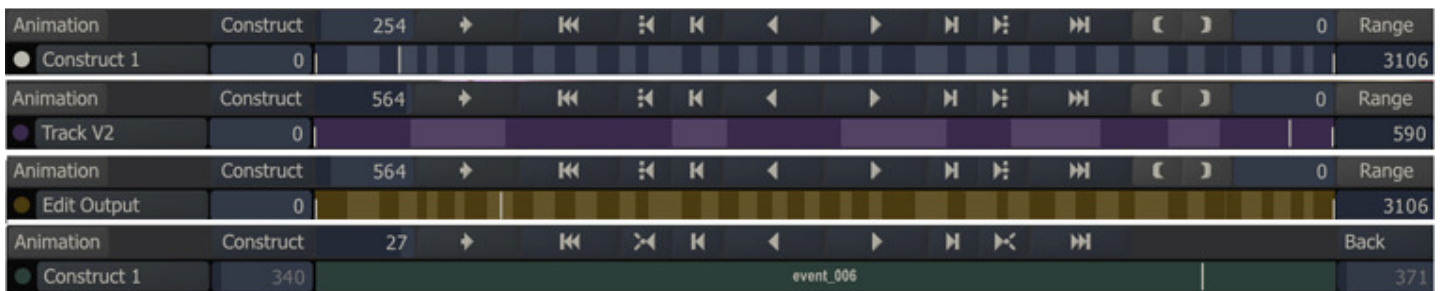 Animation Construct 254 0 Range
Construct 1 0 3106
Animation Construct 564 0 Range
Track V2 0 590
Animation Construct 564 0 Range
Edit Output 0 3106
Animation Construct 27 Back
Construct 1 340 event_006 371